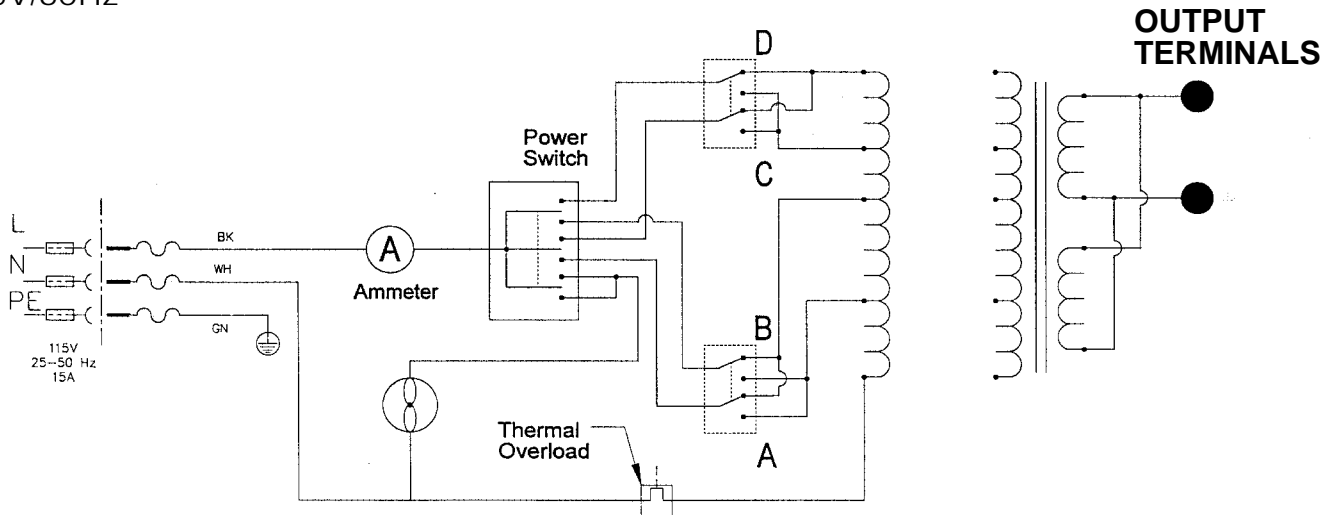 OUTPUT
TERMINALS
D
Power
Switch
C
L
BK
A
N
WH
Ammeter
PE
GN
B
115V
25-50 Hz
15A
Thermal
Overload
A